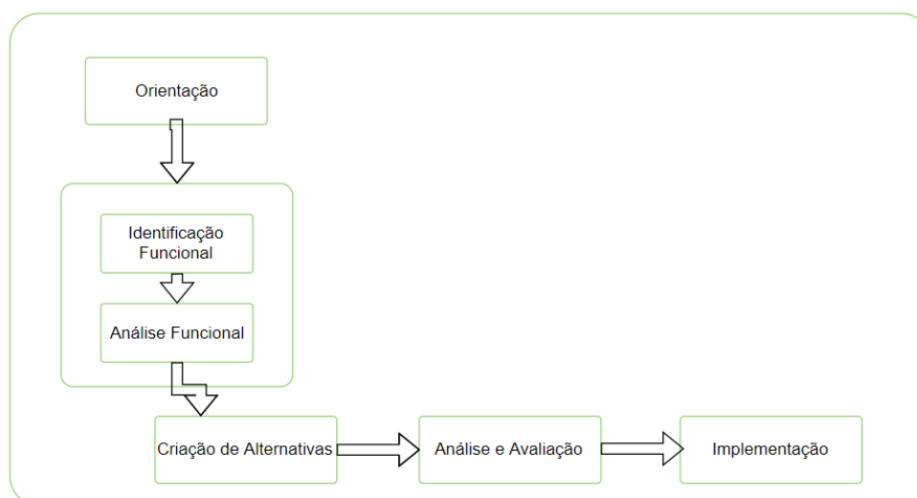 Orientação
Identificação
Funcional
Análise Funcional
Criação de Alternativas
Análise e Avaliação
Implementação